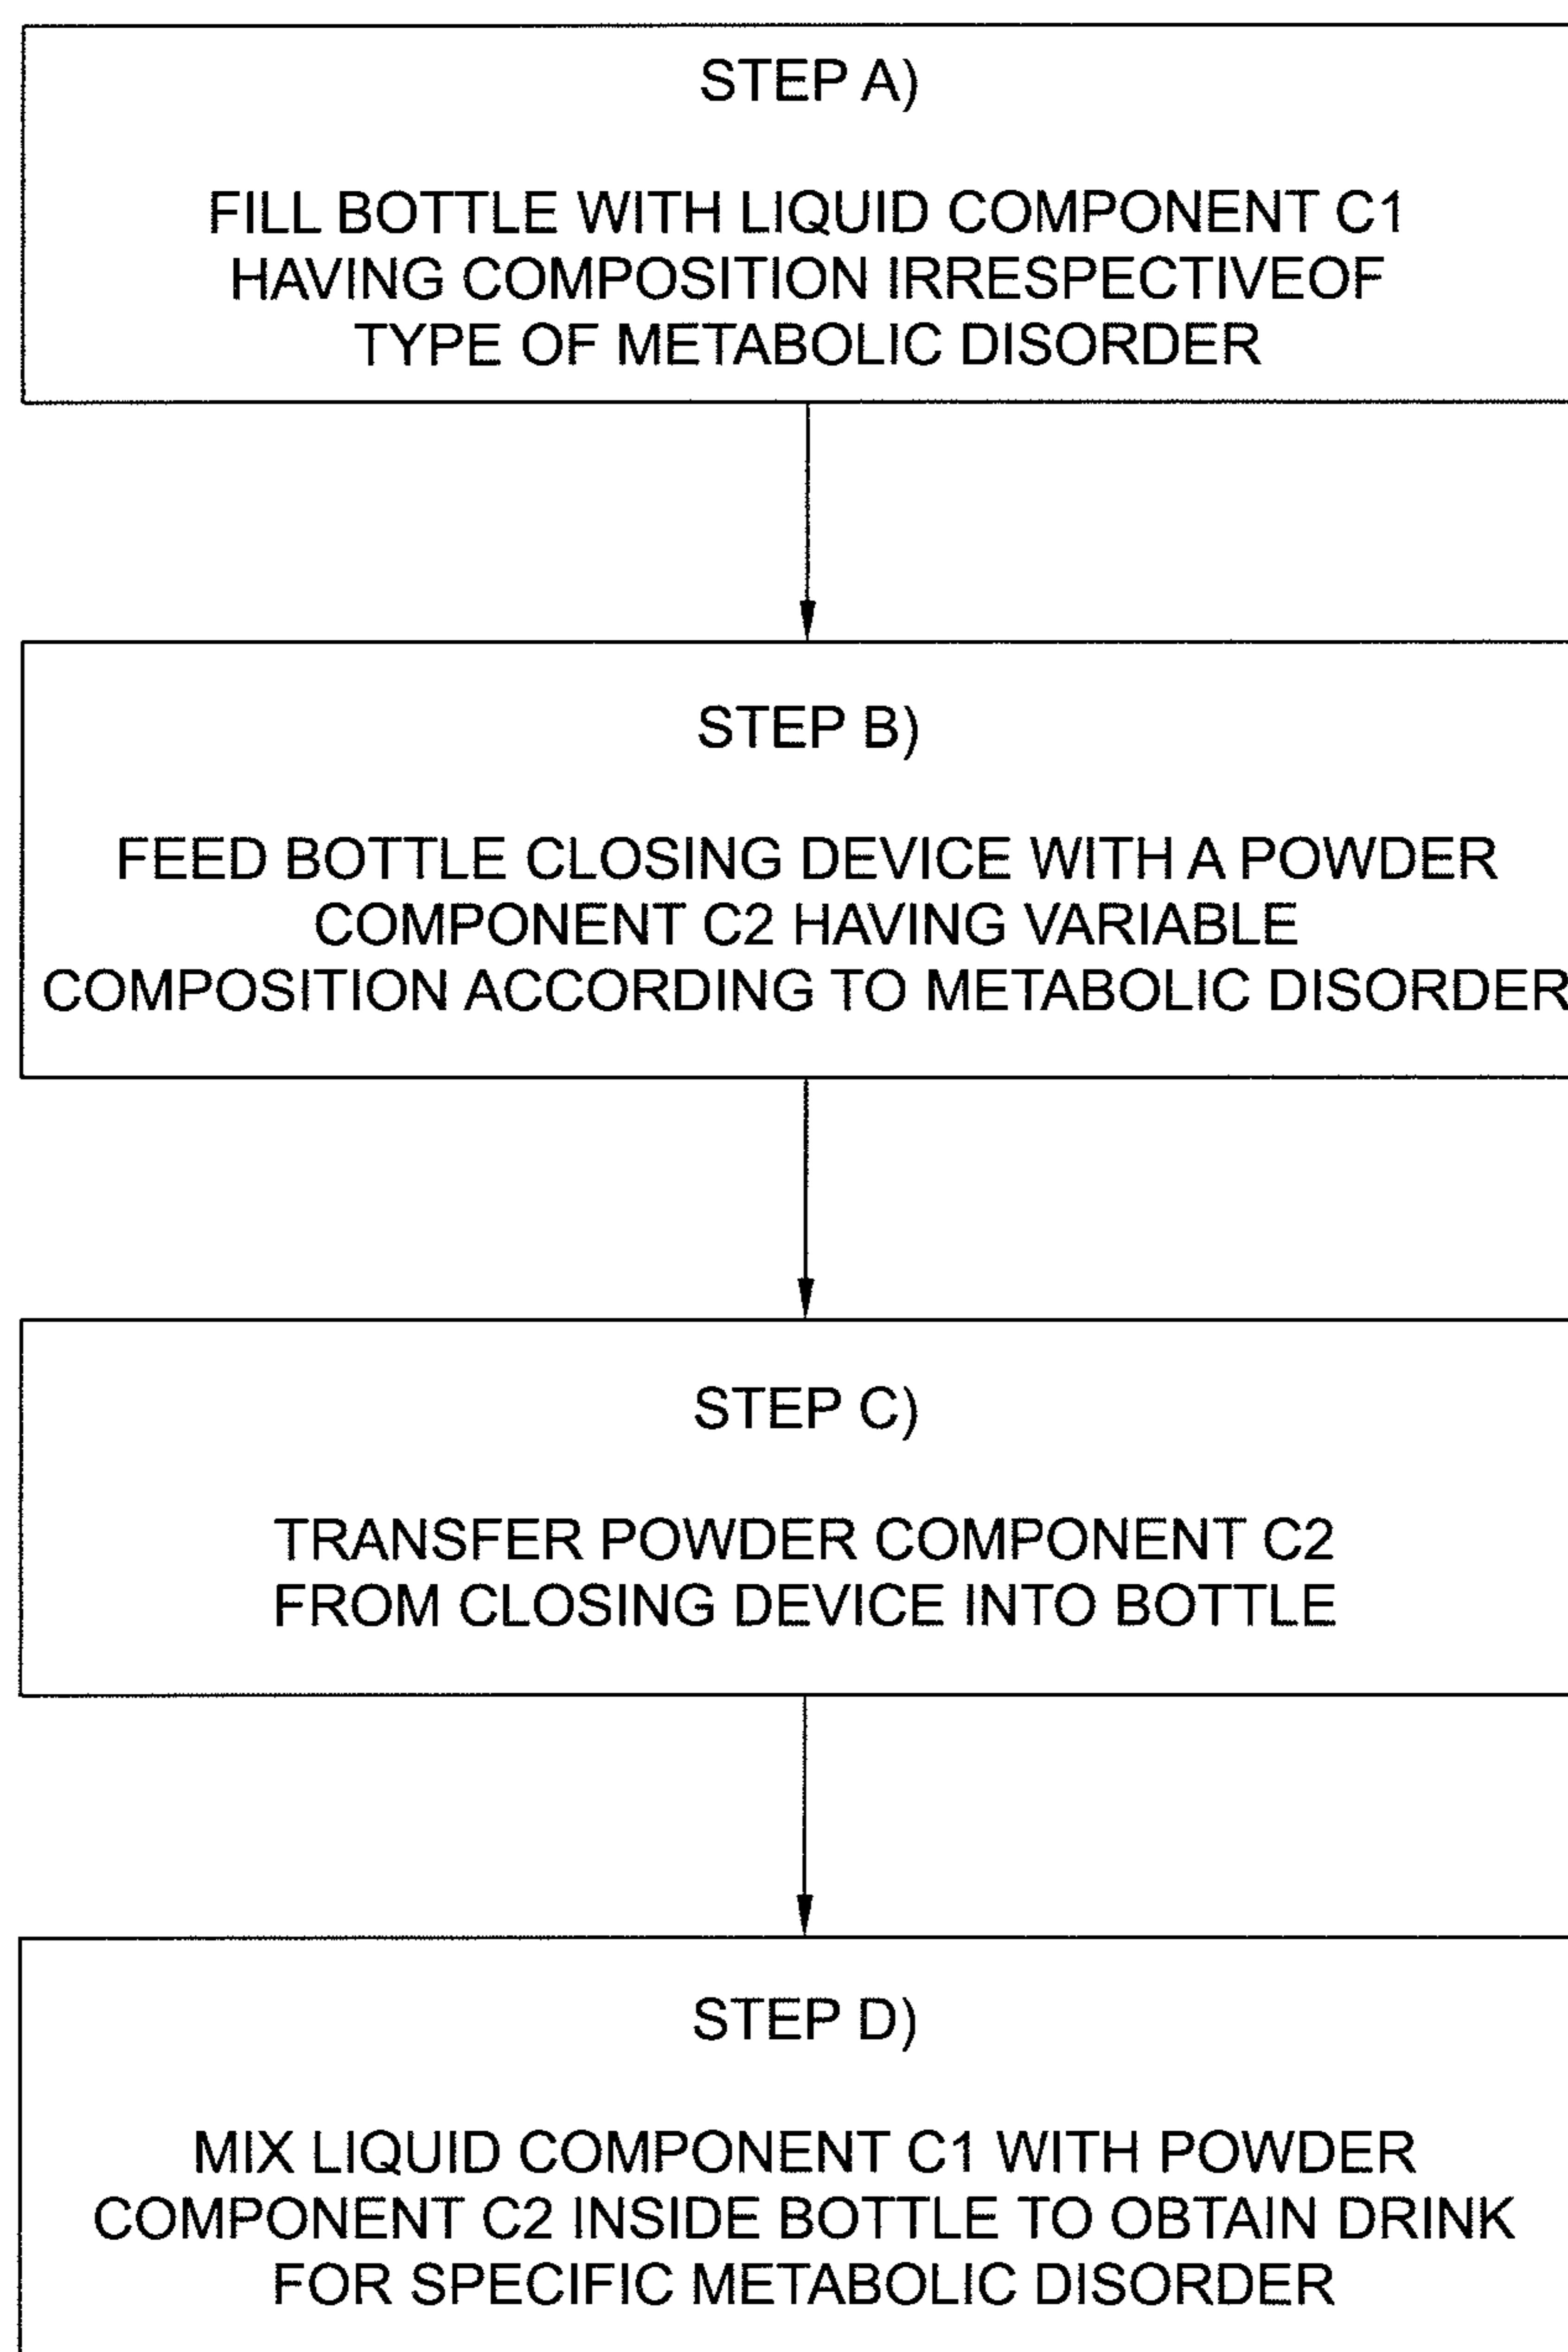 STEP A)
FILL BOTTLE WITH LIQUID COMPONENT C1
HAVING COMPOSITION IRRESPECTIVEOF
TYPE OF METABOLIC DISORDER
STEP B)
FEED BOTTLE CLOSING DEVICE WITH A POWDER
COMPONENT C2 HAVING VARIABLE
COMPOSITION ACCORDING TO METABOLIC DISORDER
STEP C)
TRANSFER POWDER COMPONENT C2
FROM CLOSING DEVICE INTO BOTTLE
STEP D)
MIX LIQUID COMPONENT C1 WITH POWDER
COMPONENT C2 INSIDE BOTTLE TO OBTAIN DRINK
FOR SPECIFIC METABOLIC DISORDER